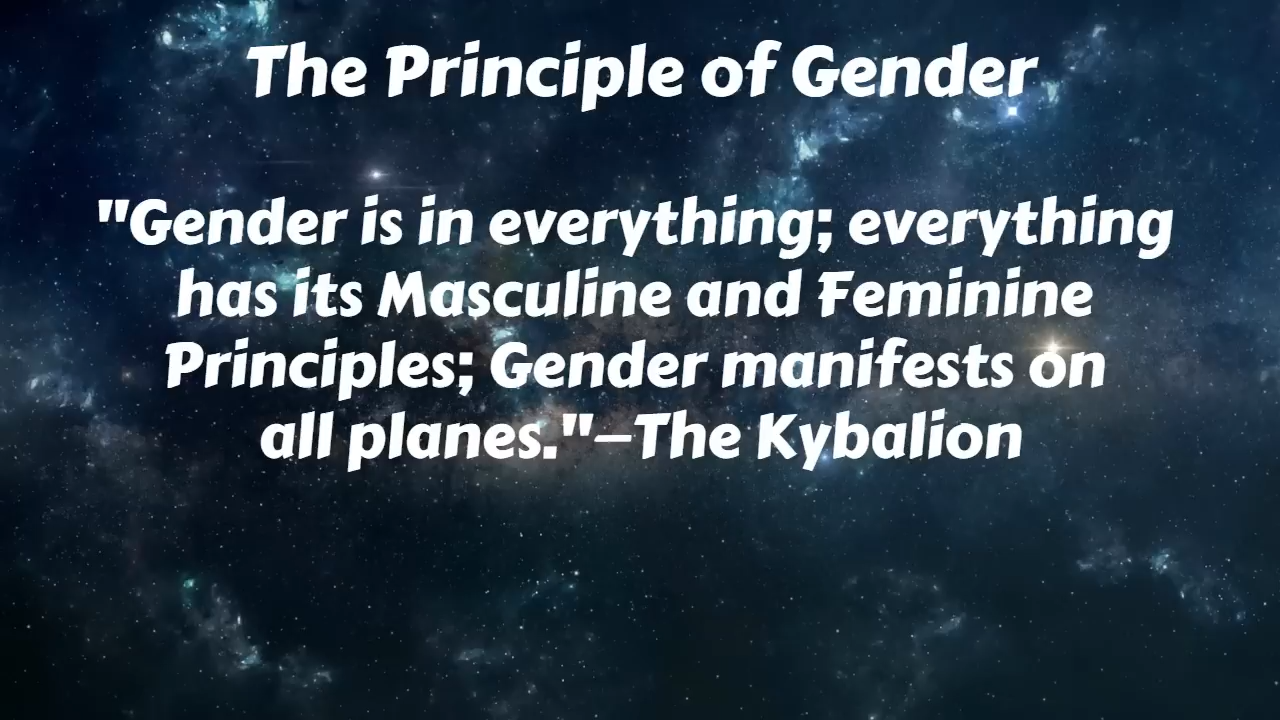 The Principle of Gender
"Gender is in everything; everything
has its Masculine and Feminine
Principles; Gender manifests on
all planes."—The Kybalion